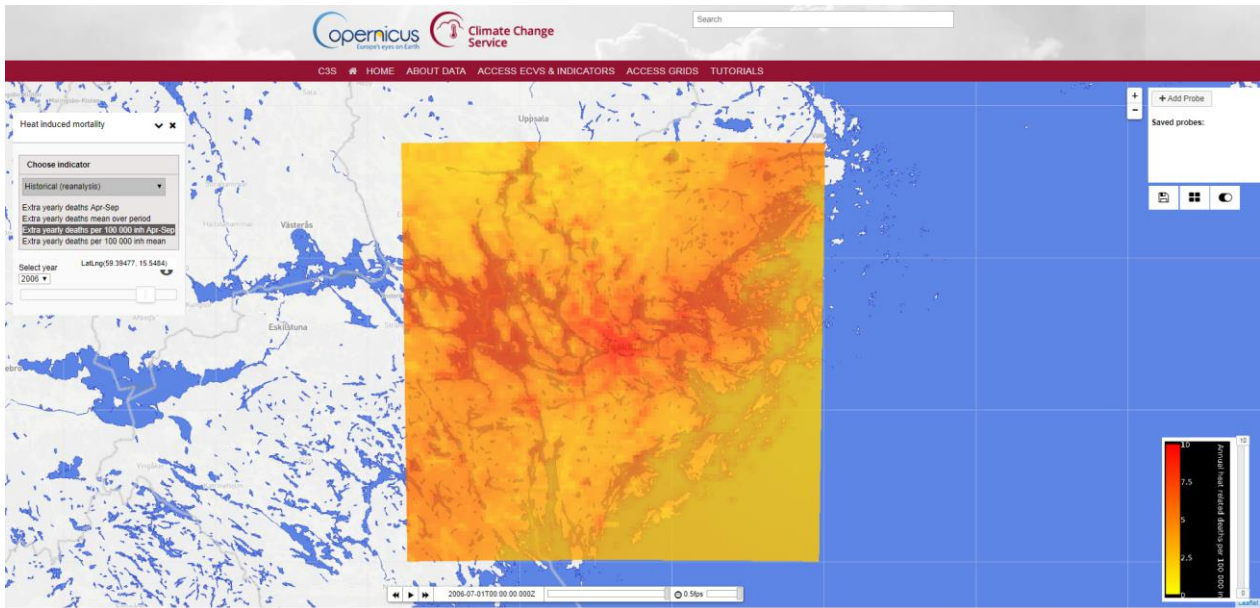 opernicus
Europe's eyes on Earth
Climate Change
Service
Search
C3S HOME ABOUT DATA ACCESS ECVS & INDICATORS ACCESS GRIDS TUTORIALS
Heat induced mortality
Choose indicator
Historical (reanalysis)
Extra yearly deaths Apr-Sep
Extra yearly deaths mean over period
Extra yearly deaths per 100 000 inh Apr-Sep
Extra yearly deaths per 100 000 inh mean
Select year
LatLng(59.39477, 15.5484)
2006
Uppsala
Västerås
Eskilstuna
+
−
+ Add Probe
Saved probes:
10
7.5
5
2.5
0
Annual heat related deaths per 100 000 in
10
0
2006-07-01T00:00:00.000Z
0.5fps
Leaflet